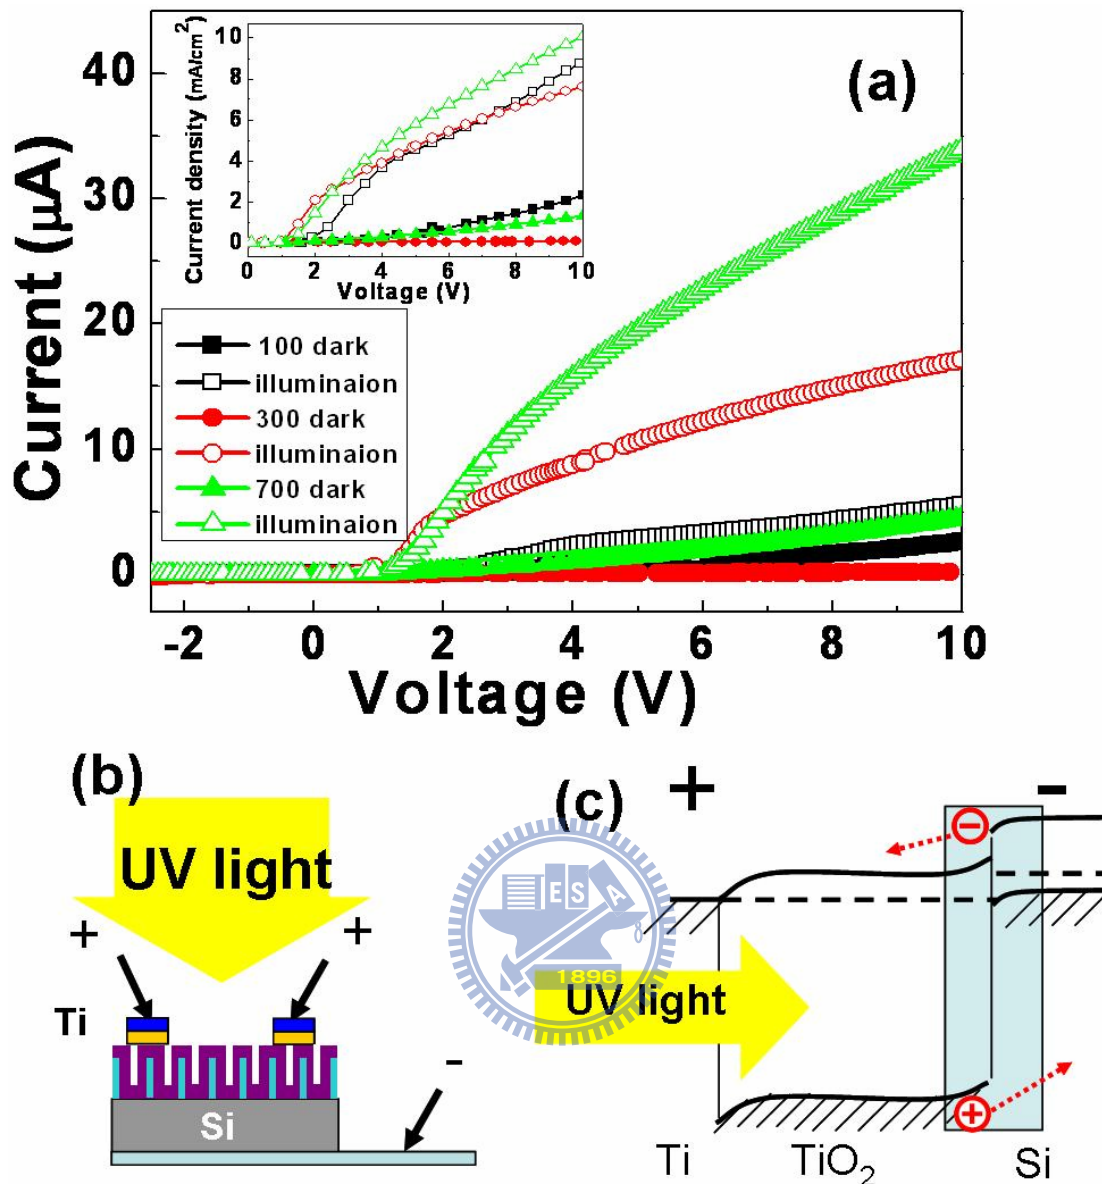 (a)
Current density (mA/cm²)
10
8
6
4
2
0
0 2 4 6 8 10
Voltage (V)
Current (μA)
40
30
20
10
0
100 dark
illuminaion
300 dark
illuminaion
700 dark
illuminaion
-2 0 2 4 6 8 10
Voltage (V)
(b)
UV light
+ +
Ti
-
Si
(c)
+ -
−
E S A
8
1896
UV light
+
Ti TiO₂ Si